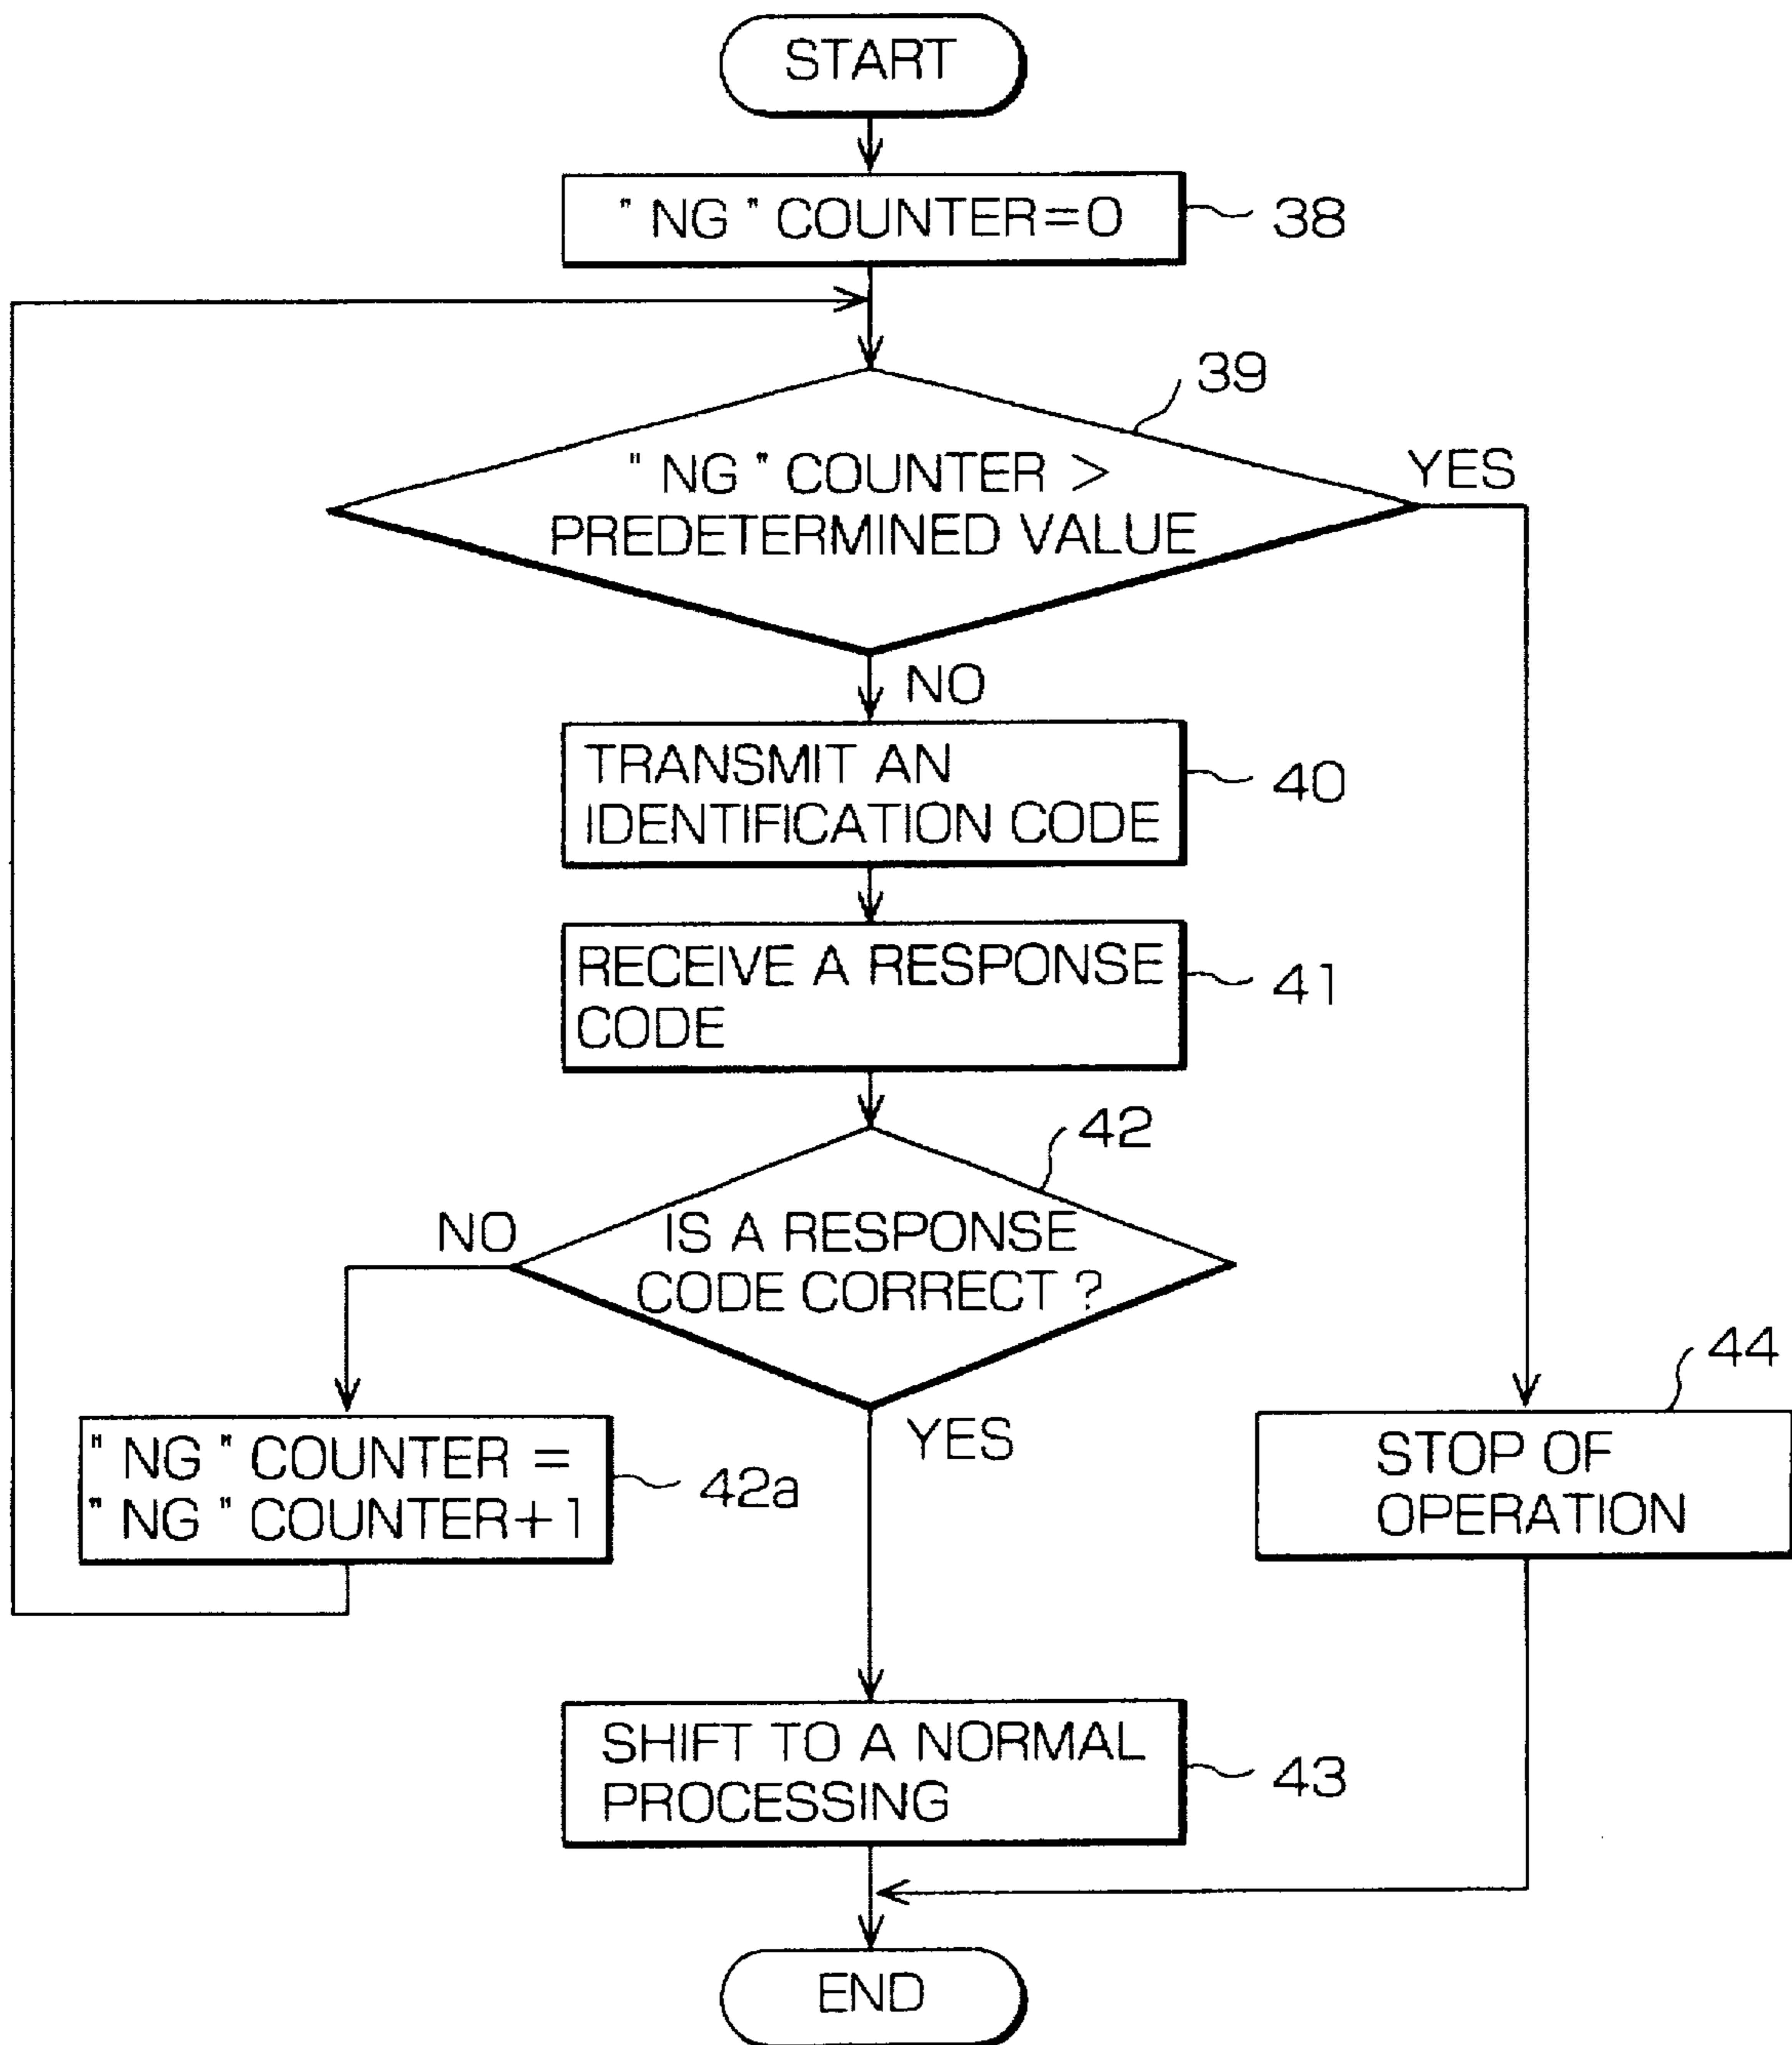 START
" NG " COUNTER=0
38
39
" NG " COUNTER >
PREDETERMINED VALUE
YES
NO
TRANSMIT AN
IDENTIFICATION CODE
40
RECEIVE A RESPONSE
CODE
41
42
IS A RESPONSE
CODE CORRECT ?
NO
YES
" NG " COUNTER =
" NG " COUNTER+1
42a
44
STOP OF
OPERATION
SHIFT TO A NORMAL
PROCESSING
43
END